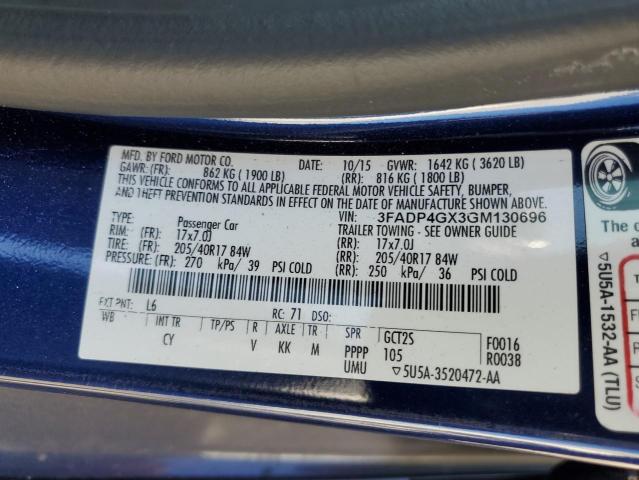 MFD. BY FORD MOTOR CO. DATE: 10/15 GVWR: 1642 KG ( 3620 LB)
GAWR: (FR): 862 KG ( 1900 LB) (RR): 816 KG ( 1800 LB)
THIS VEHICLE CONFORMS TO ALL APPLICABLE FEDERAL MOTOR VEHICLE SAFETY, BUMPER,
AND THEFT PREVENTION STANDARDS IN EFFECT ON THE DATE OF MANUFACTURE SHOWN ABOVE.
VIN: 3FADP4GX3GM130696
TYPE: Passenger Car TRAILER TOWING - SEE OWNER GUIDE
RIM: (FR): 17x7.0J (RR): 17x7.0J
TIRE: (FR): 205/40R17 84W (RR): 205/40R17 84W
PRESSURE: (FR): 270 kPa/ 39 PSI COLD (RR): 250 kPa/ 36 PSI COLD
EXT PNT: L6 RC: 71 DSO:
WB INT TR TP/PS R AXLE TR SPR GCT2S F0016
CY V KK M PPPP 105 R0038
UMU ▽5U5A-3520472-AA
The
▽5U5A-1532-AA (TLU)